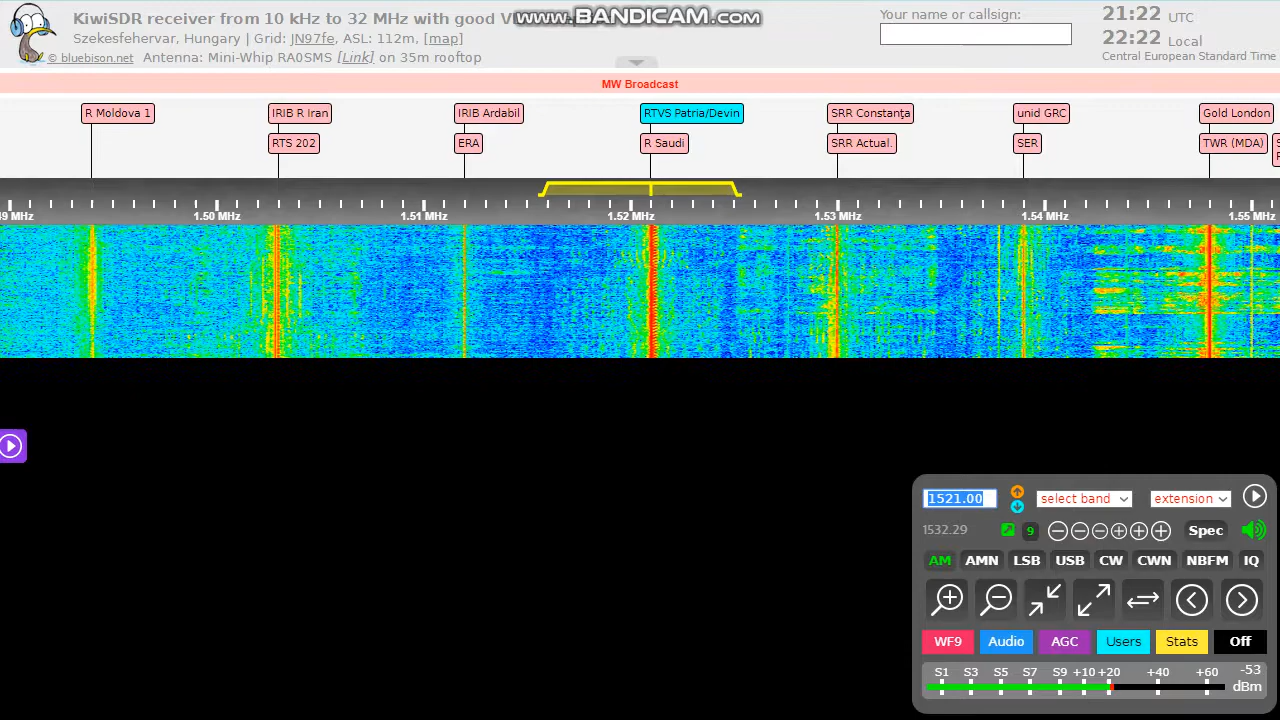 KiwiSDR receiver from 10 kHz to 32 MHz with good
www.BANDICAM.com
Szekesfehervar, Hungary | Grid: JN97fe, ASL: 112m, [map]
© bluebison.net Antenna: Mini-Whip RA0SMS [Link] on 35m rooftop
Your name or callsign:
21:22 UTC
22:22 Local
Central European Standard Time
MW Broadcast
R Moldova 1 IRIB R Iran IRIB Ardabil RTVS Patria/Devin SRR Constanţa unid GRC Gold London
RTS 202 ERA R Saudi SRR Actual. SER TWR (MDA)
49 MHz 1.50 MHz 1.51 MHz 1.52 MHz 1.53 MHz 1.54 MHz 1.55 MHz
1521.00 select band extension
1532.29 9 Spec
AM AMN LSB USB CW CWN NBFM IQ
WF9 Audio AGC Users Stats Off
S1 S3 S5 S7 S9 +10 +20 +40 +60 -53
dBm